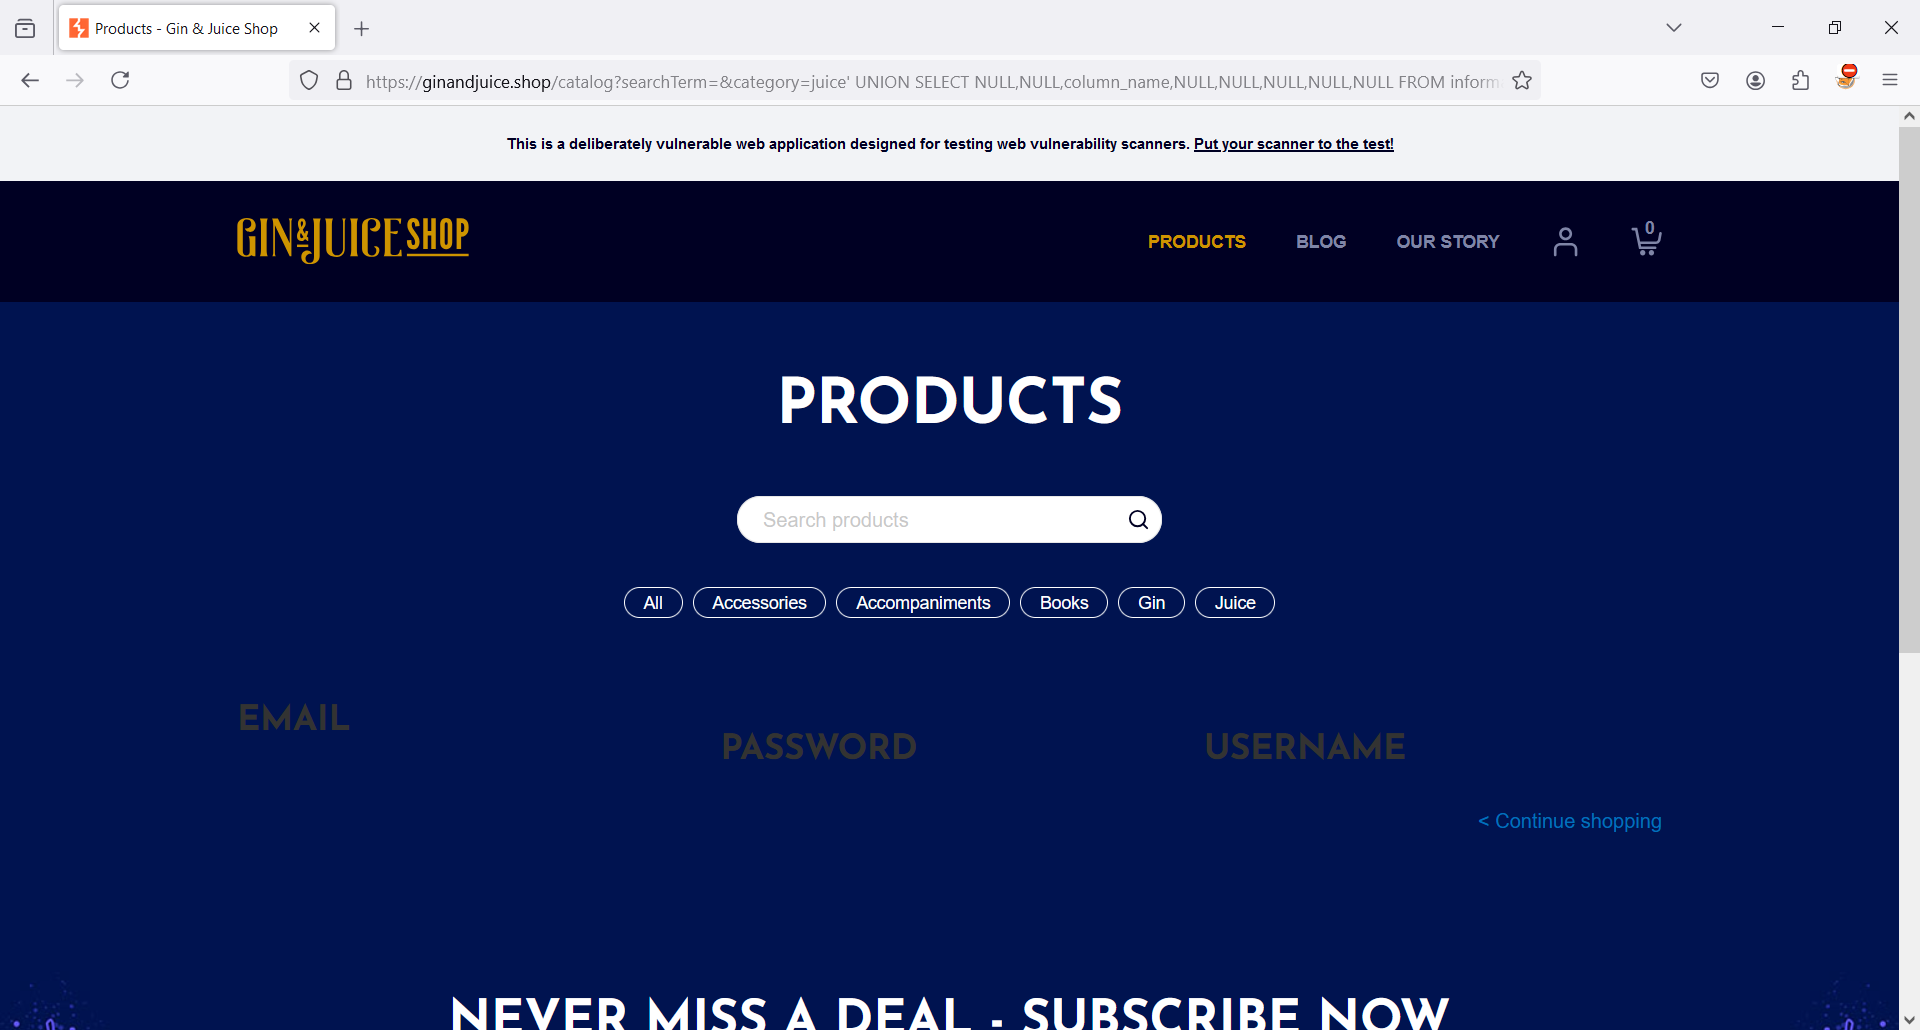 Products - Gin & Juice Shop
https://ginandjuice.shop/catalog?searchTerm=&category=juice' UNION SELECT NULL,NULL,column_name,NULL,NULL,NULL,NULL,NULL FROM inform
This is a deliberately vulnerable web application designed for testing web vulnerability scanners. Put your scanner to the test!
GIN&JUICE SHOP
PRODUCTS BLOG OUR STORY 0
PRODUCTS
Search products
All Accessories Accompaniments Books Gin Juice
EMAIL
PASSWORD USERNAME
< Continue shopping
NEVER MISS A DEAL - SUBSCRIBE NOW